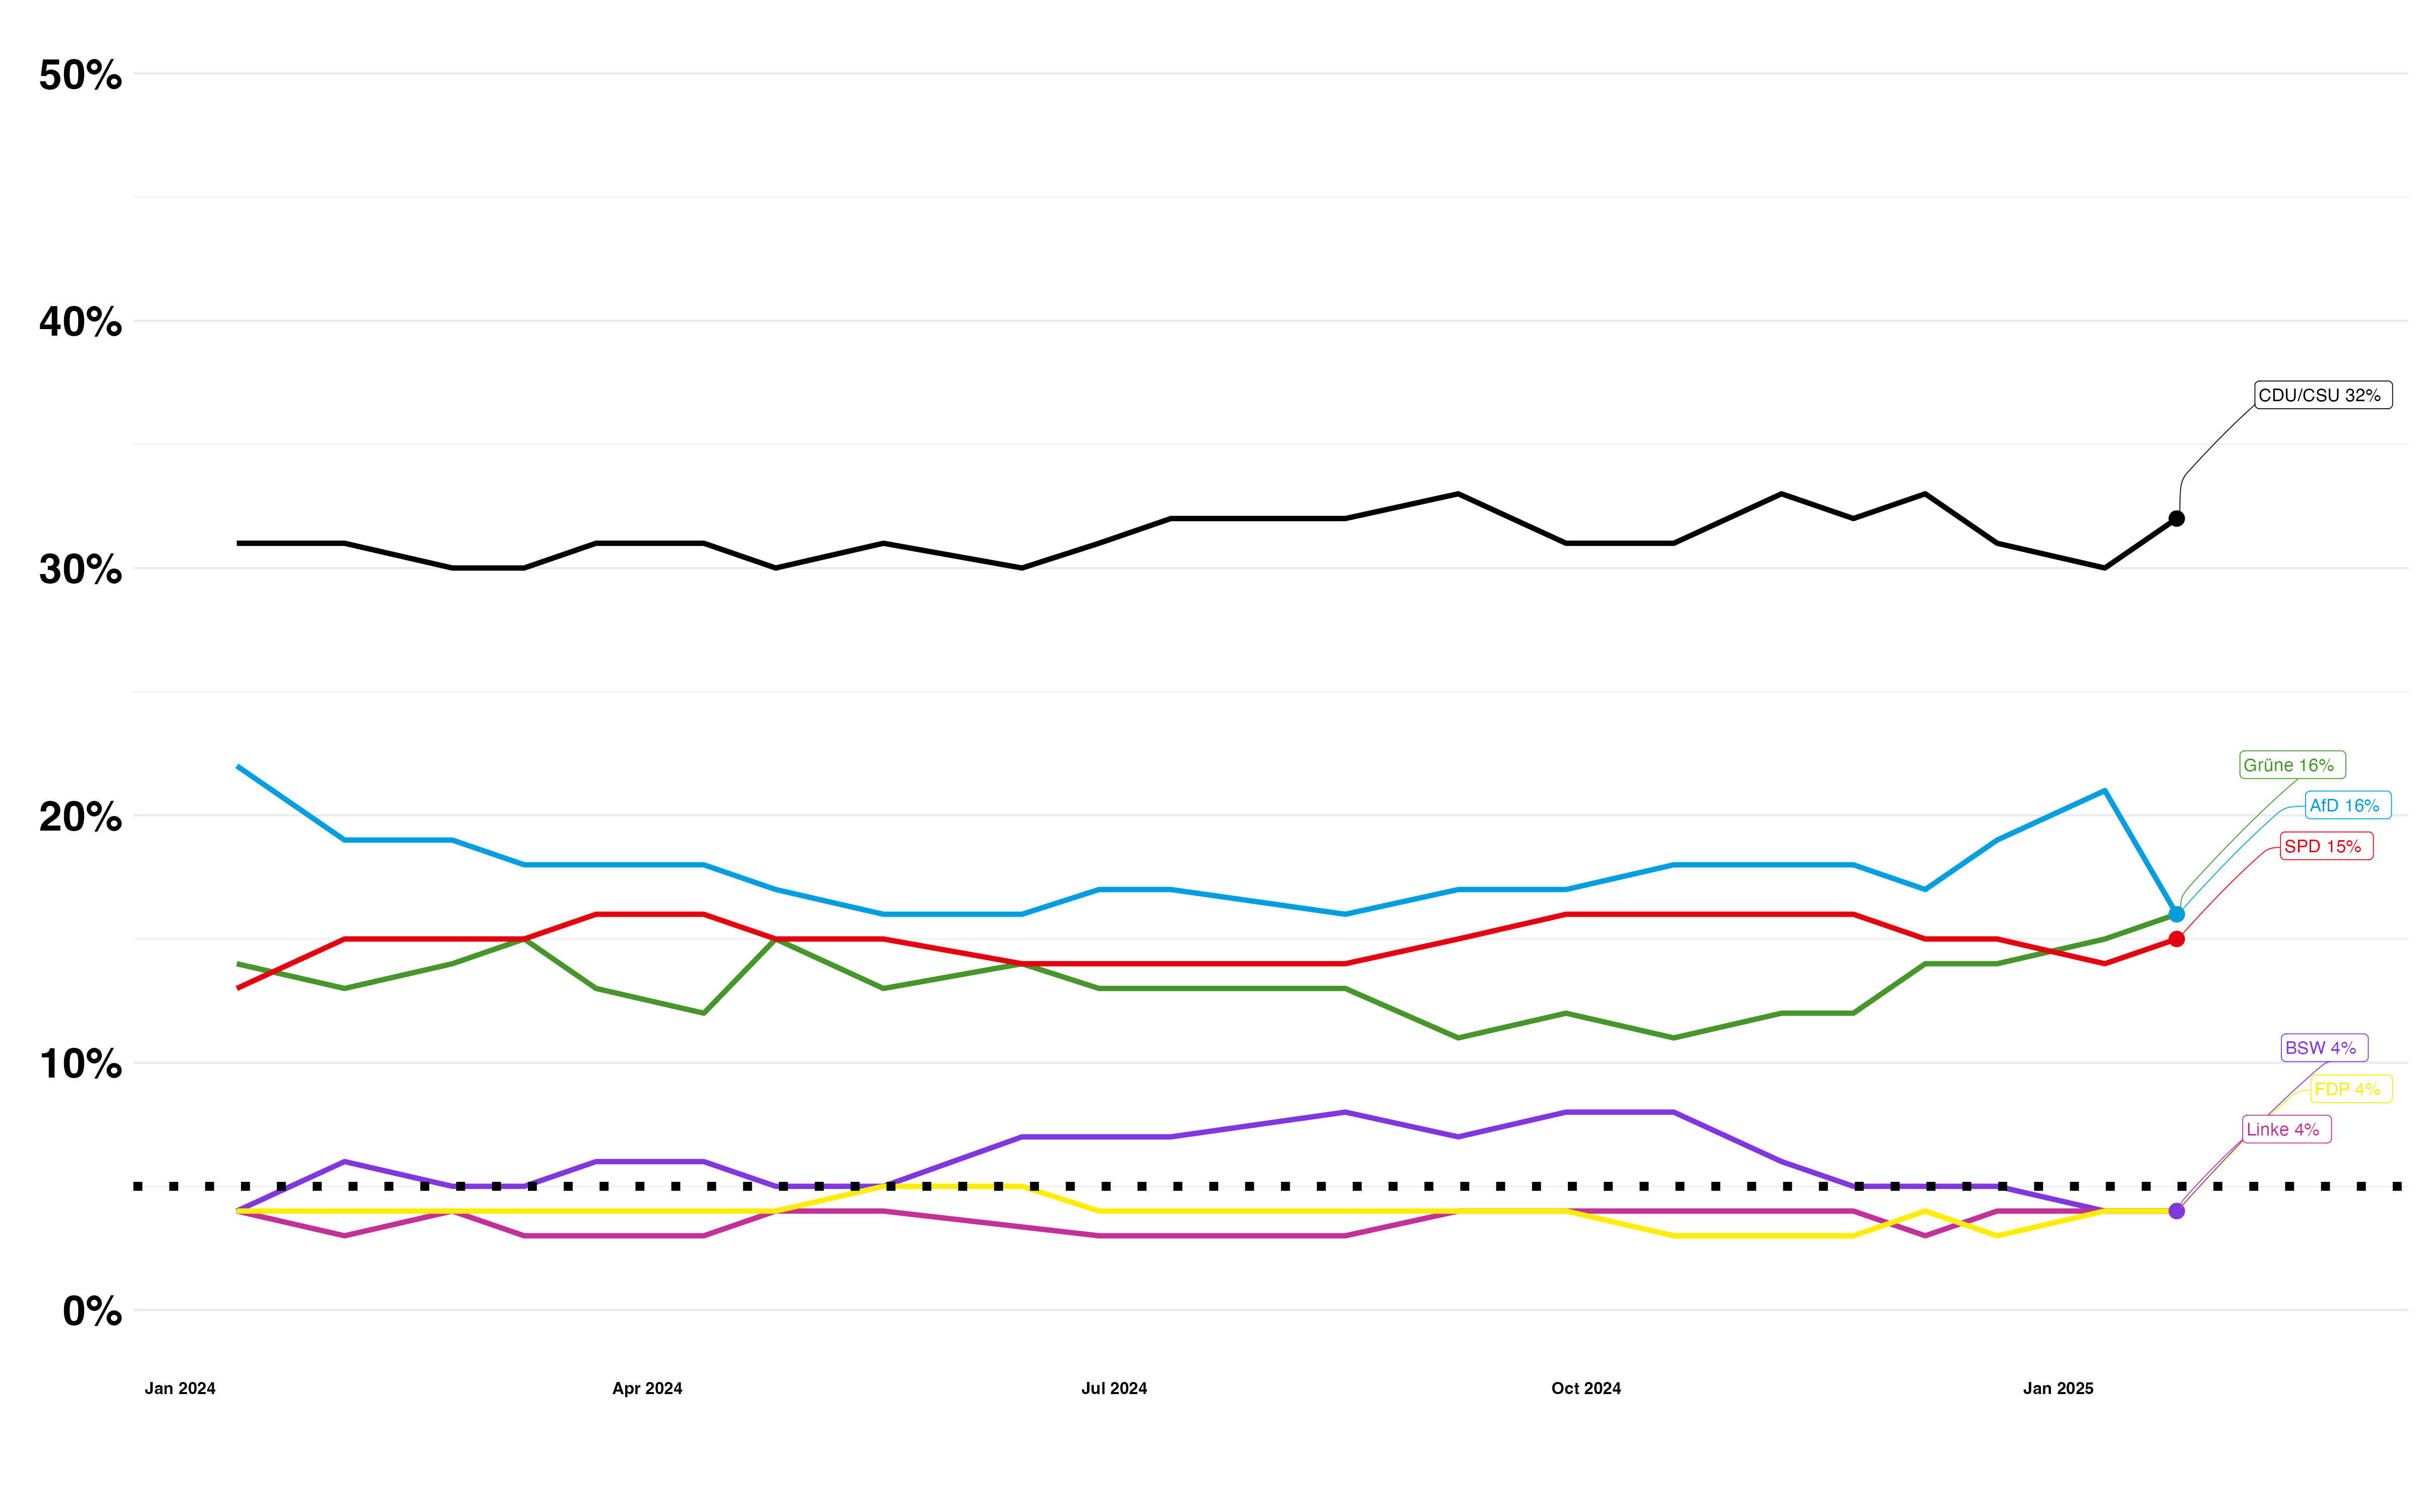 50%
40%
CDU/CSU 32%
30%
Grüne 16%
AfD 16%
20%
SPD 15%
BSW 4%
10%
FDP 4%
Linke 4%
0%
Jan 2024 Apr 2024 Jul 2024 Oct 2024 Jan 2025